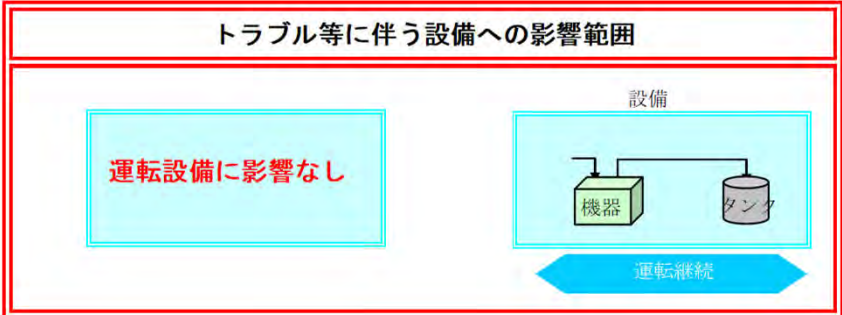 トラブル等に伴う設備への影響範囲
設備
運転設備に影響なし
機器
タンク
運転継続